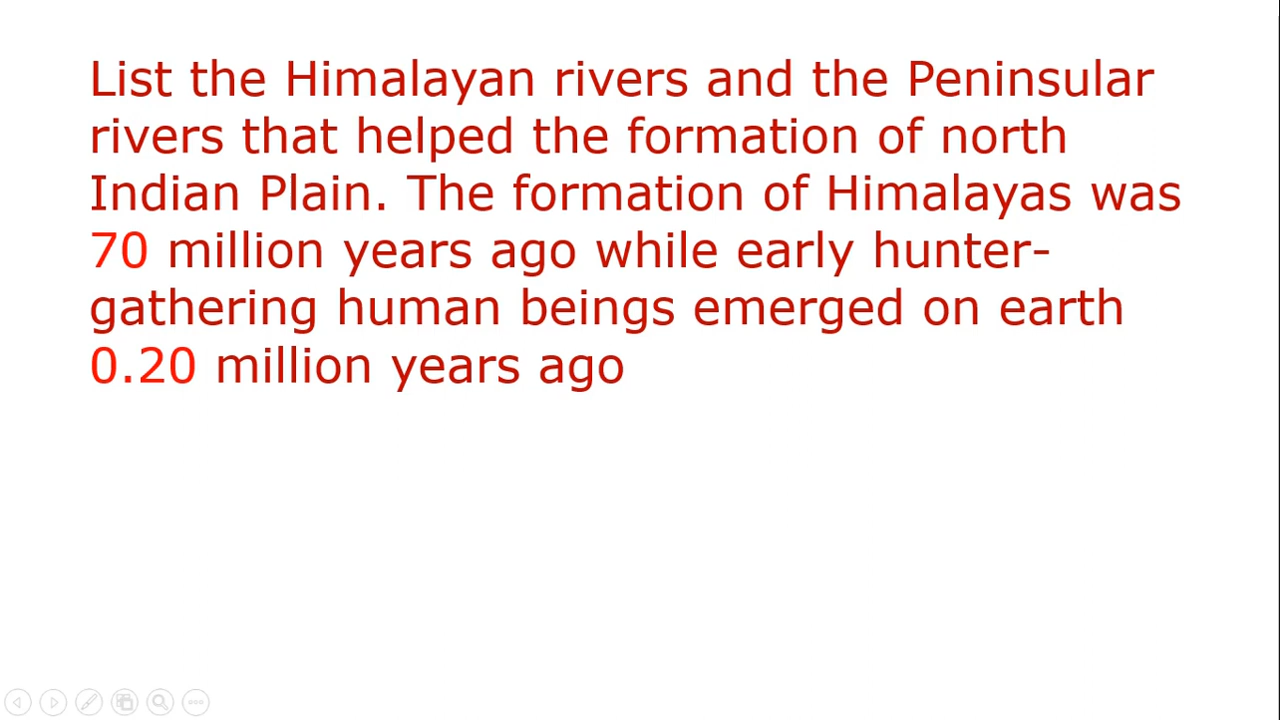 List the Himalayan rivers and the Peninsular
rivers that helped the formation of north
Indian Plain. The formation of Himalayas was
70 million years ago while early hunter-
gathering human beings emerged on earth
0.20 million years ago